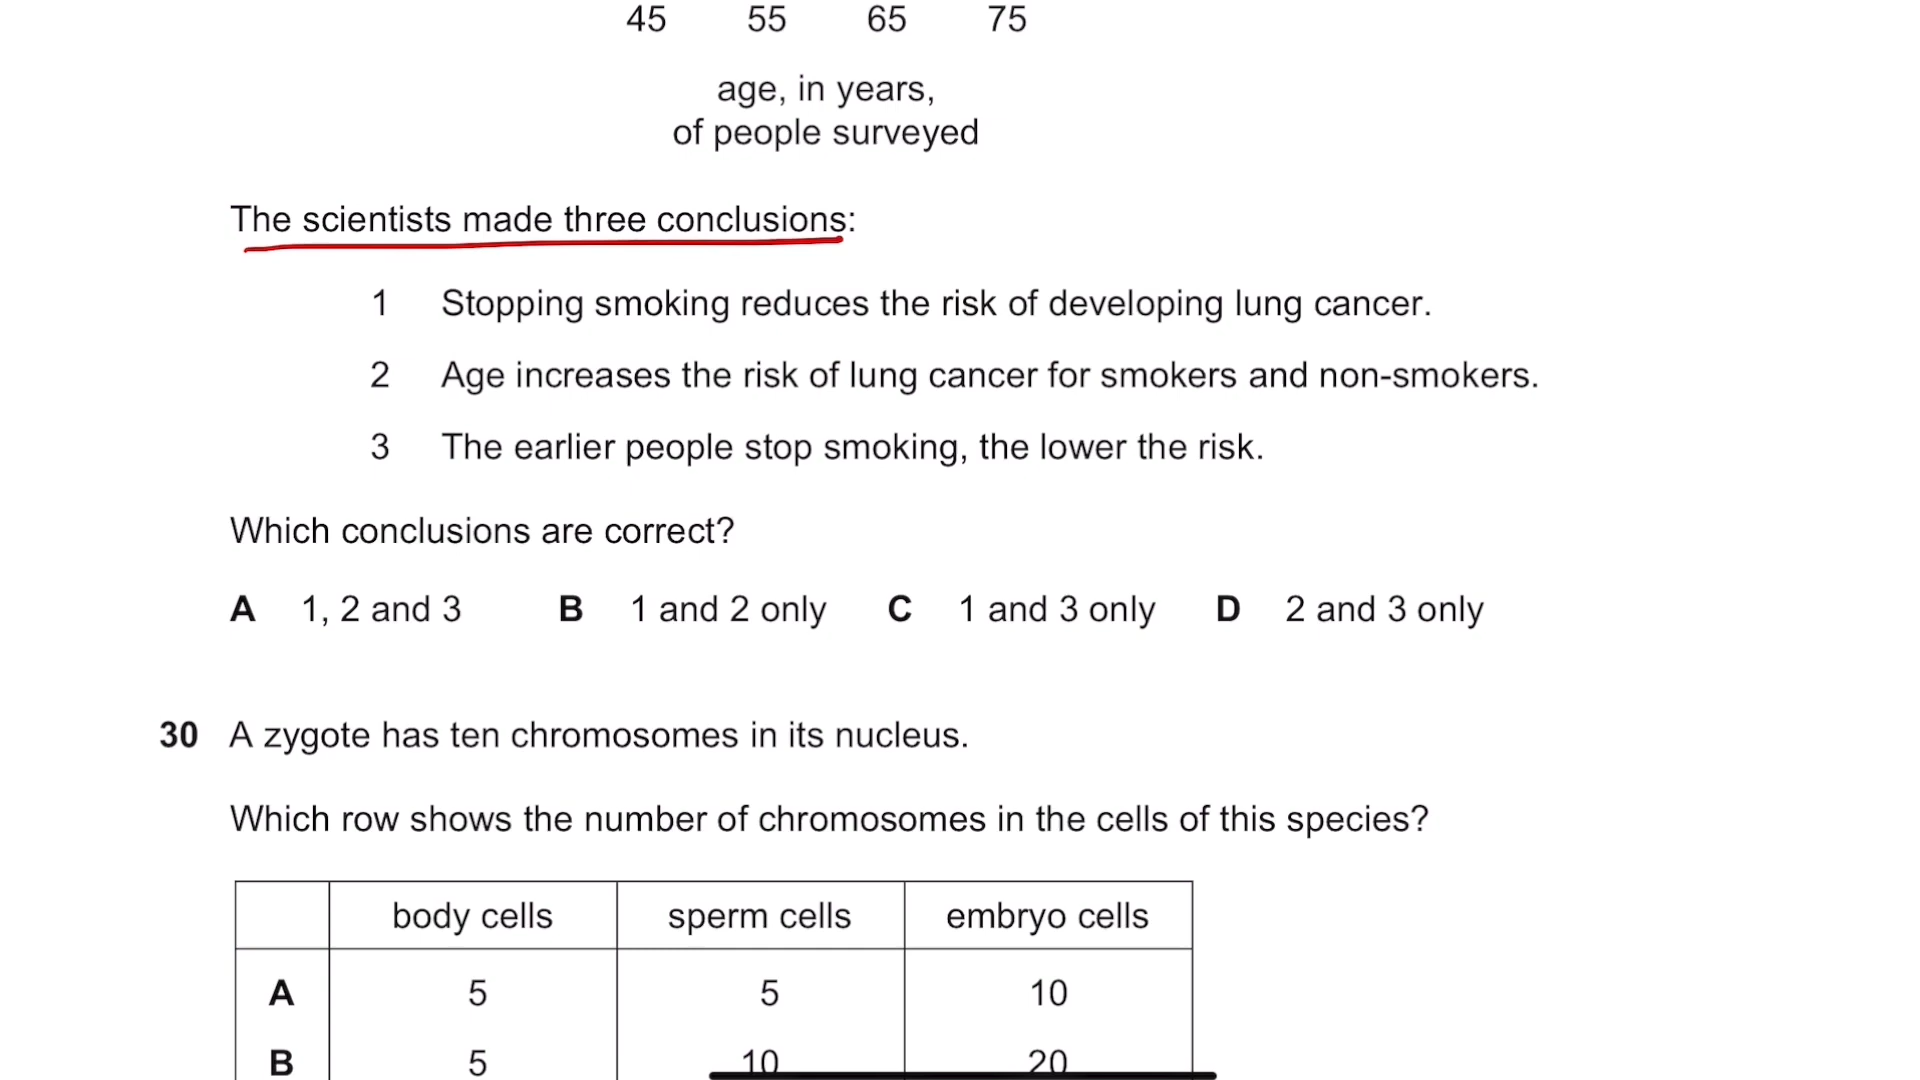 45 55 65 75
age, in years,
of people surveyed
The scientists made three conclusions:
1 Stopping smoking reduces the risk of developing lung cancer.
2 Age increases the risk of lung cancer for smokers and non-smokers.
3 The earlier people stop smoking, the lower the risk.
Which conclusions are correct?
A 1, 2 and 3 B 1 and 2 only C 1 and 3 only D 2 and 3 only
30 A zygote has ten chromosomes in its nucleus.
Which row shows the number of chromosomes in the cells of this species?
body cells sperm cells embryo cells
A 5 5 10
B 5 10 20